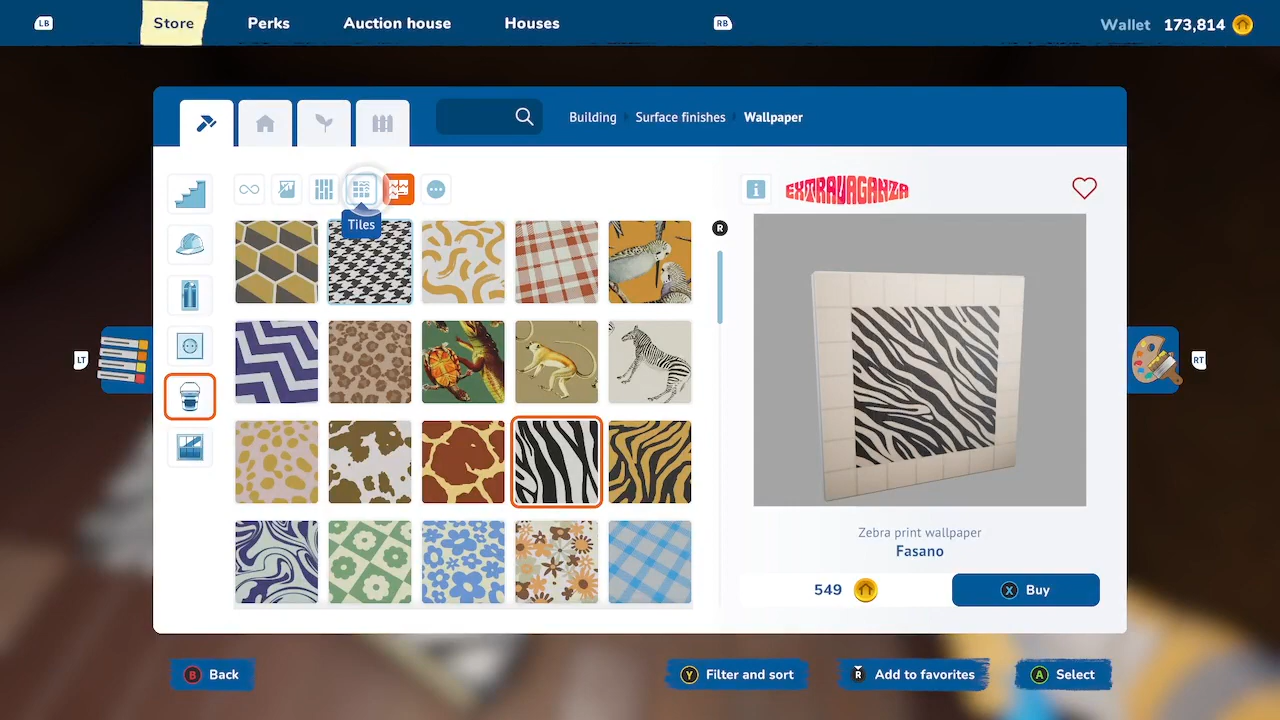 LB
Store
Perks
Auction house
Houses
RB
Wallet 173,814
Building
Surface finishes
Wallpaper
Tiles
EXTRAVAGANZA
R
LT
RT
Zebra print wallpaper
Fasano
549
X Buy
B Back
Y Filter and sort
R Add to favorites
A Select